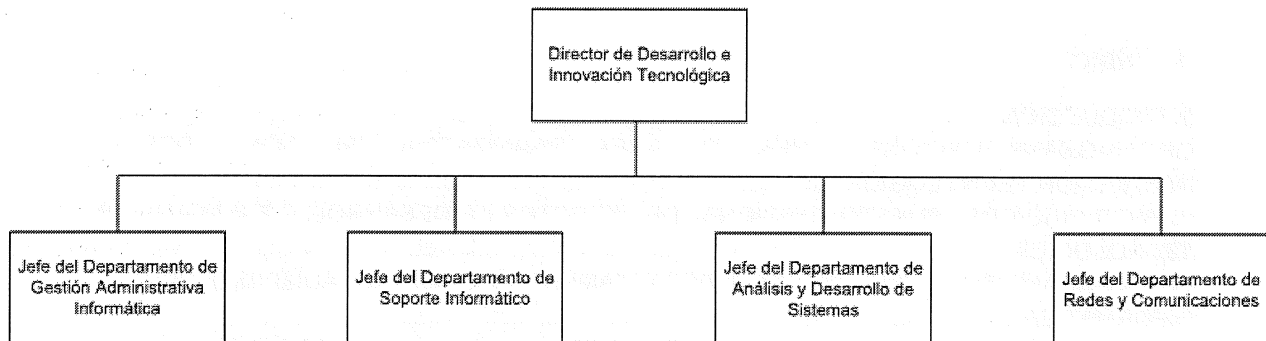 Director de Desarrollo e
Innovación Tecnológica
Jefe del Departamento de
Gestión Administrativa
Informática
Jefe del Departamento de
Soporte Informático
Jefe del Departamento de
Análisis y Desarrollo de
Sistemas
Jefe del Departamento de
Redes y Comunicaciones